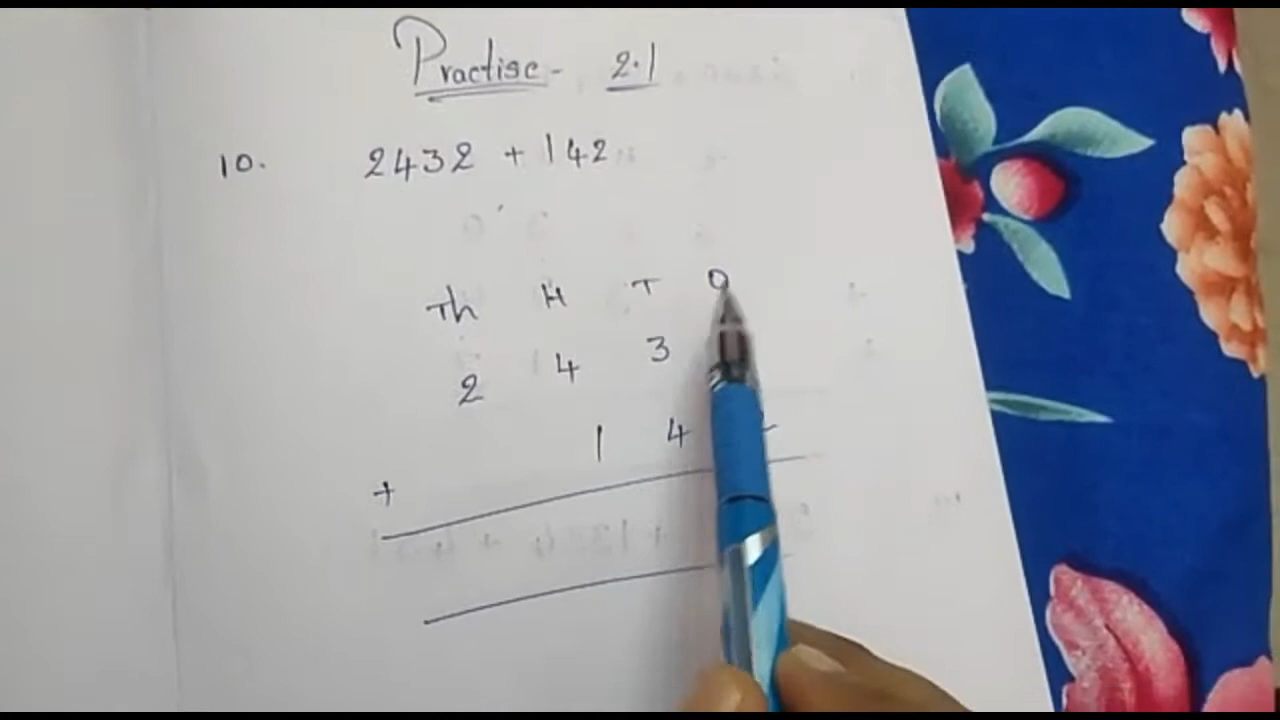 Practise- 2.1
10. 2432 + 142
Th H T O
2 4 3
1 4
+